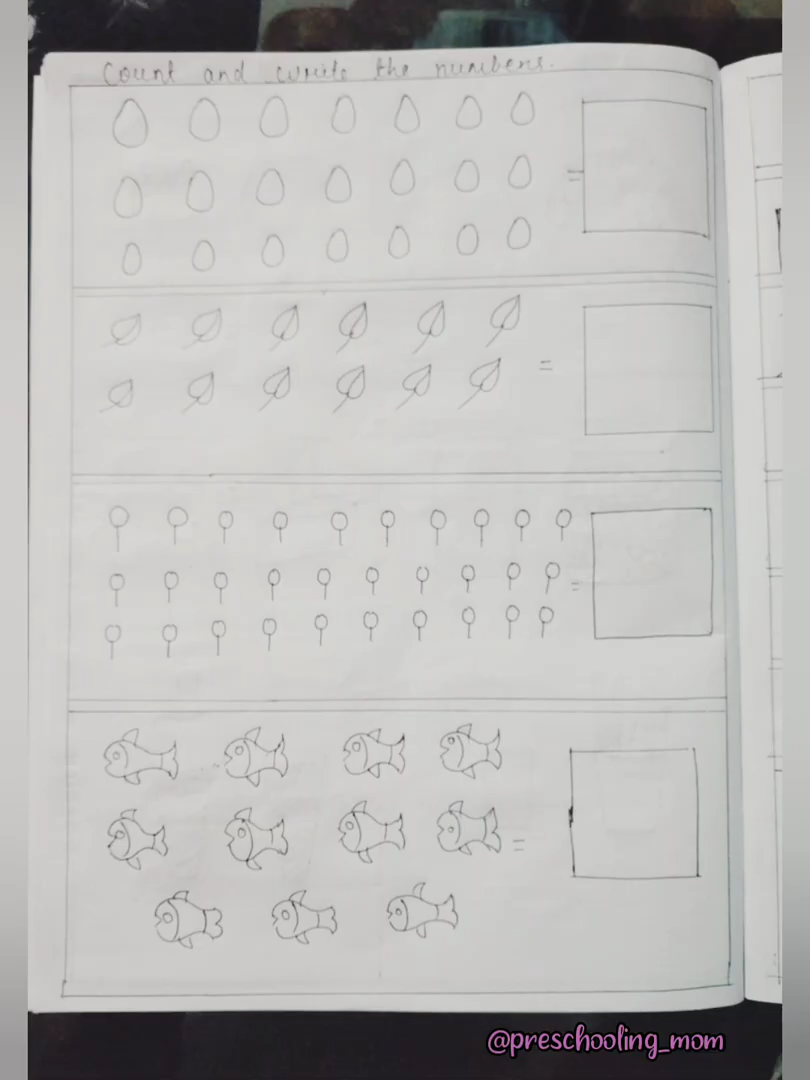 Count and write the numbers.
=
=
=
=
@preschooling_mom